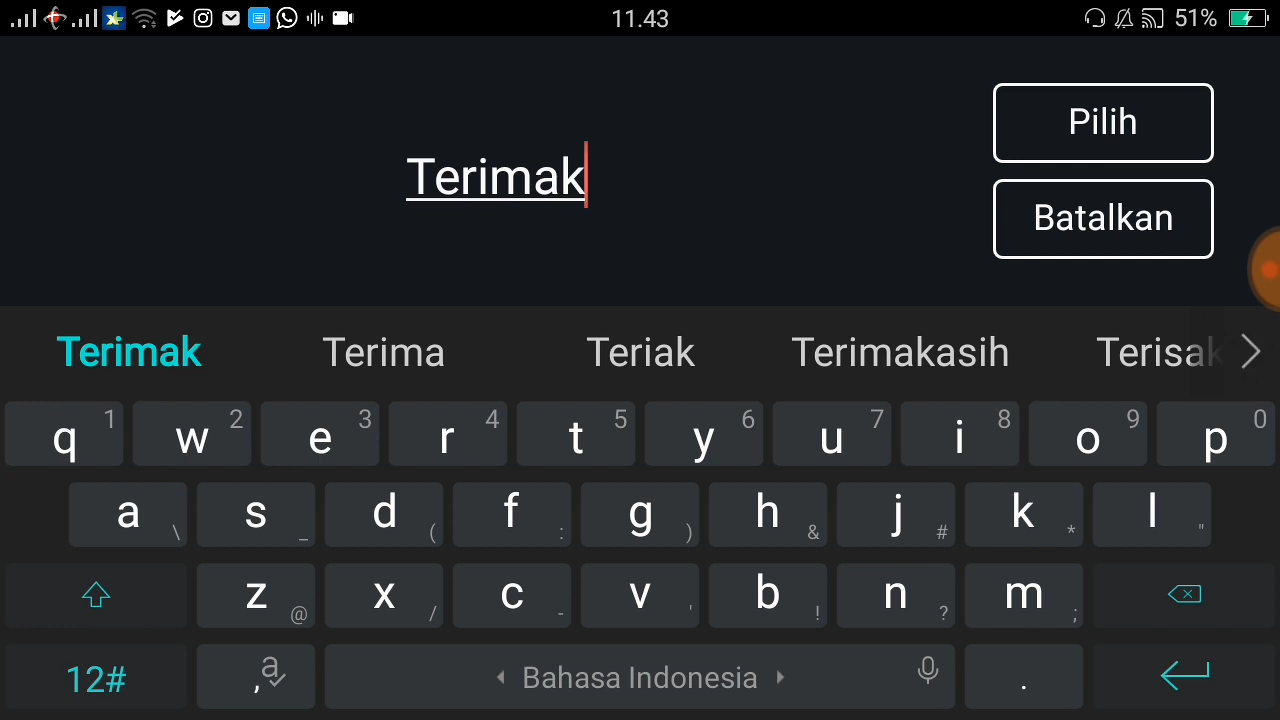 11.43 51%
Pilih
Terimak
Batalkan
Terimak Terima Teriak Terimakasih Terisak
q 1 w 2 e 3 r 4 t 5 y 6 u 7 i 8 o 9 p 0
a \ s _ d ( f : g ) h & j # k * l "
z @ x / c - v ' b ! n ? m ;
12# , a Bahasa Indonesia .